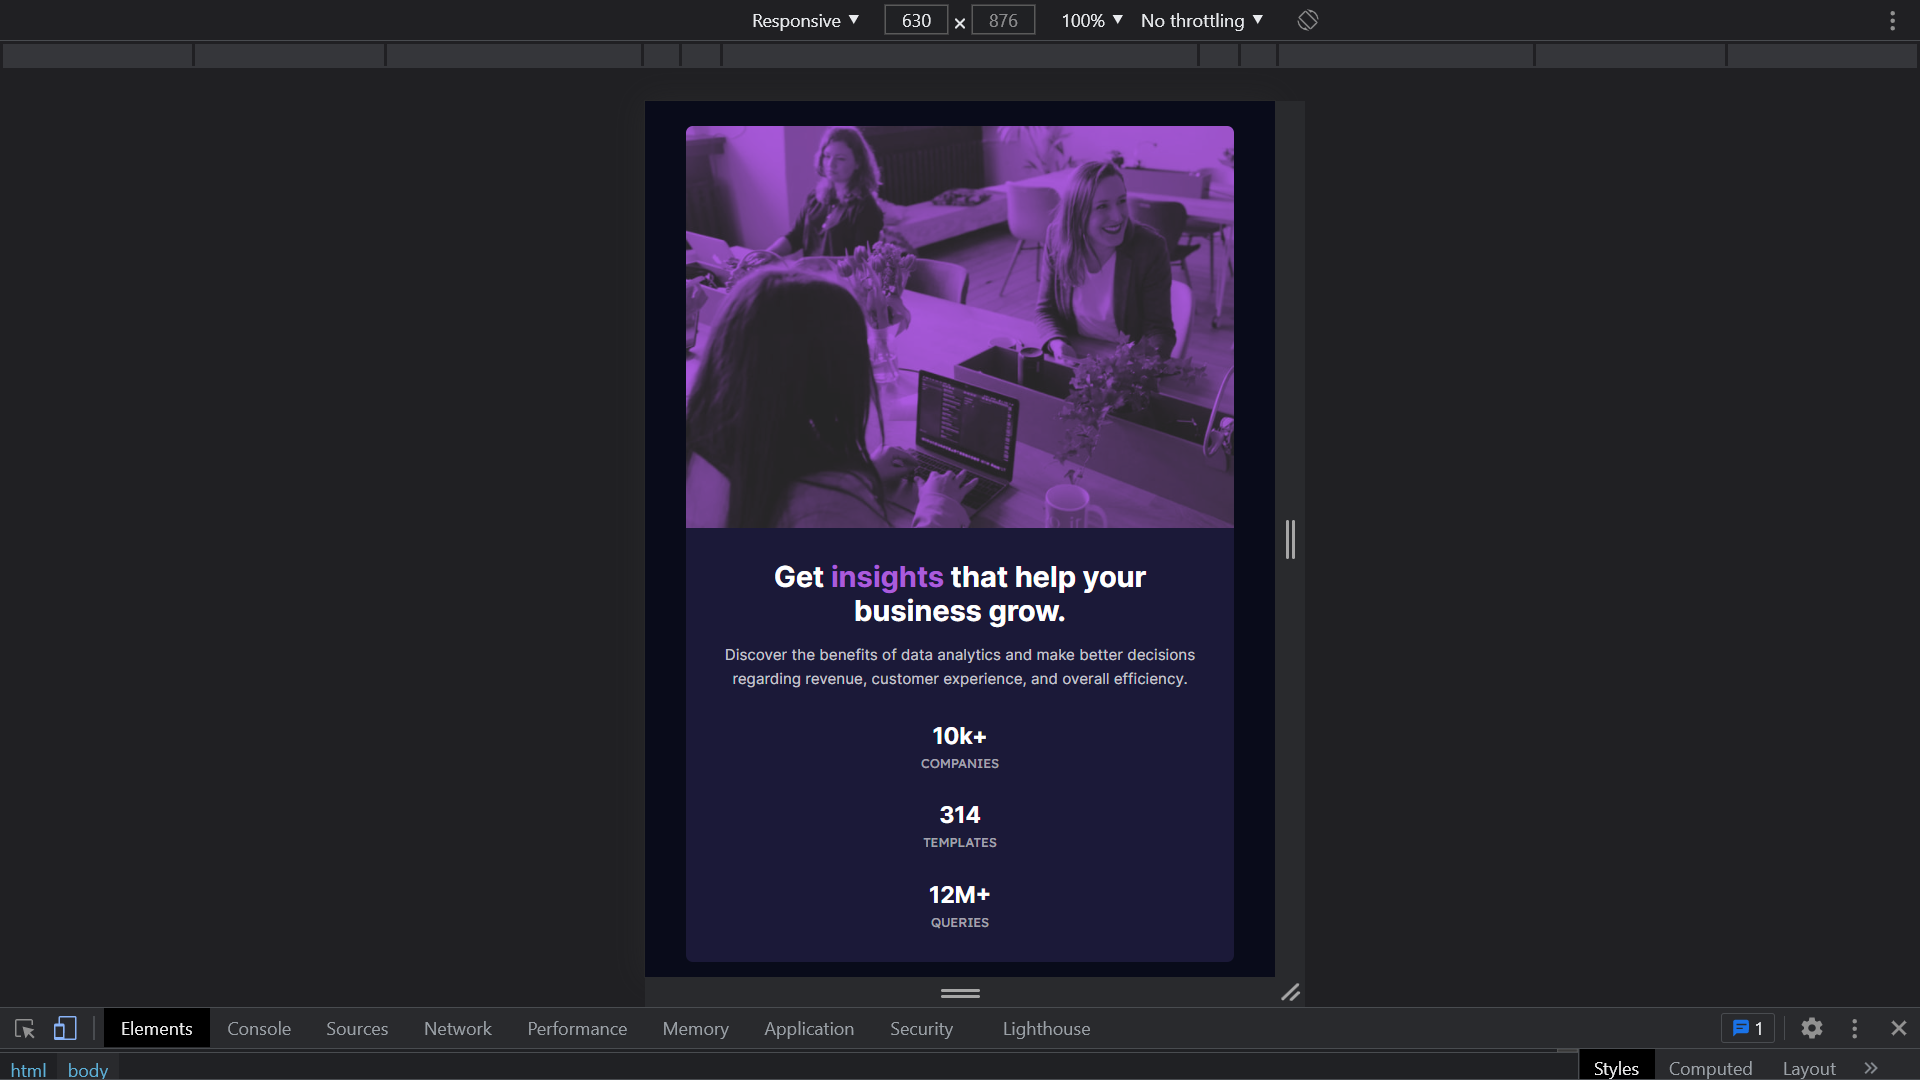 Responsive ▼ 630 × 876 100% ▼ No throttling ▼
Get insights that help your
business grow.
Discover the benefits of data analytics and make better decisions
regarding revenue, customer experience, and overall efficiency.
10k+
COMPANIES
314
TEMPLATES
12M+
QUERIES
Elements Console Sources Network Performance Memory Application Security Lighthouse 1
html body Styles Computed Layout »